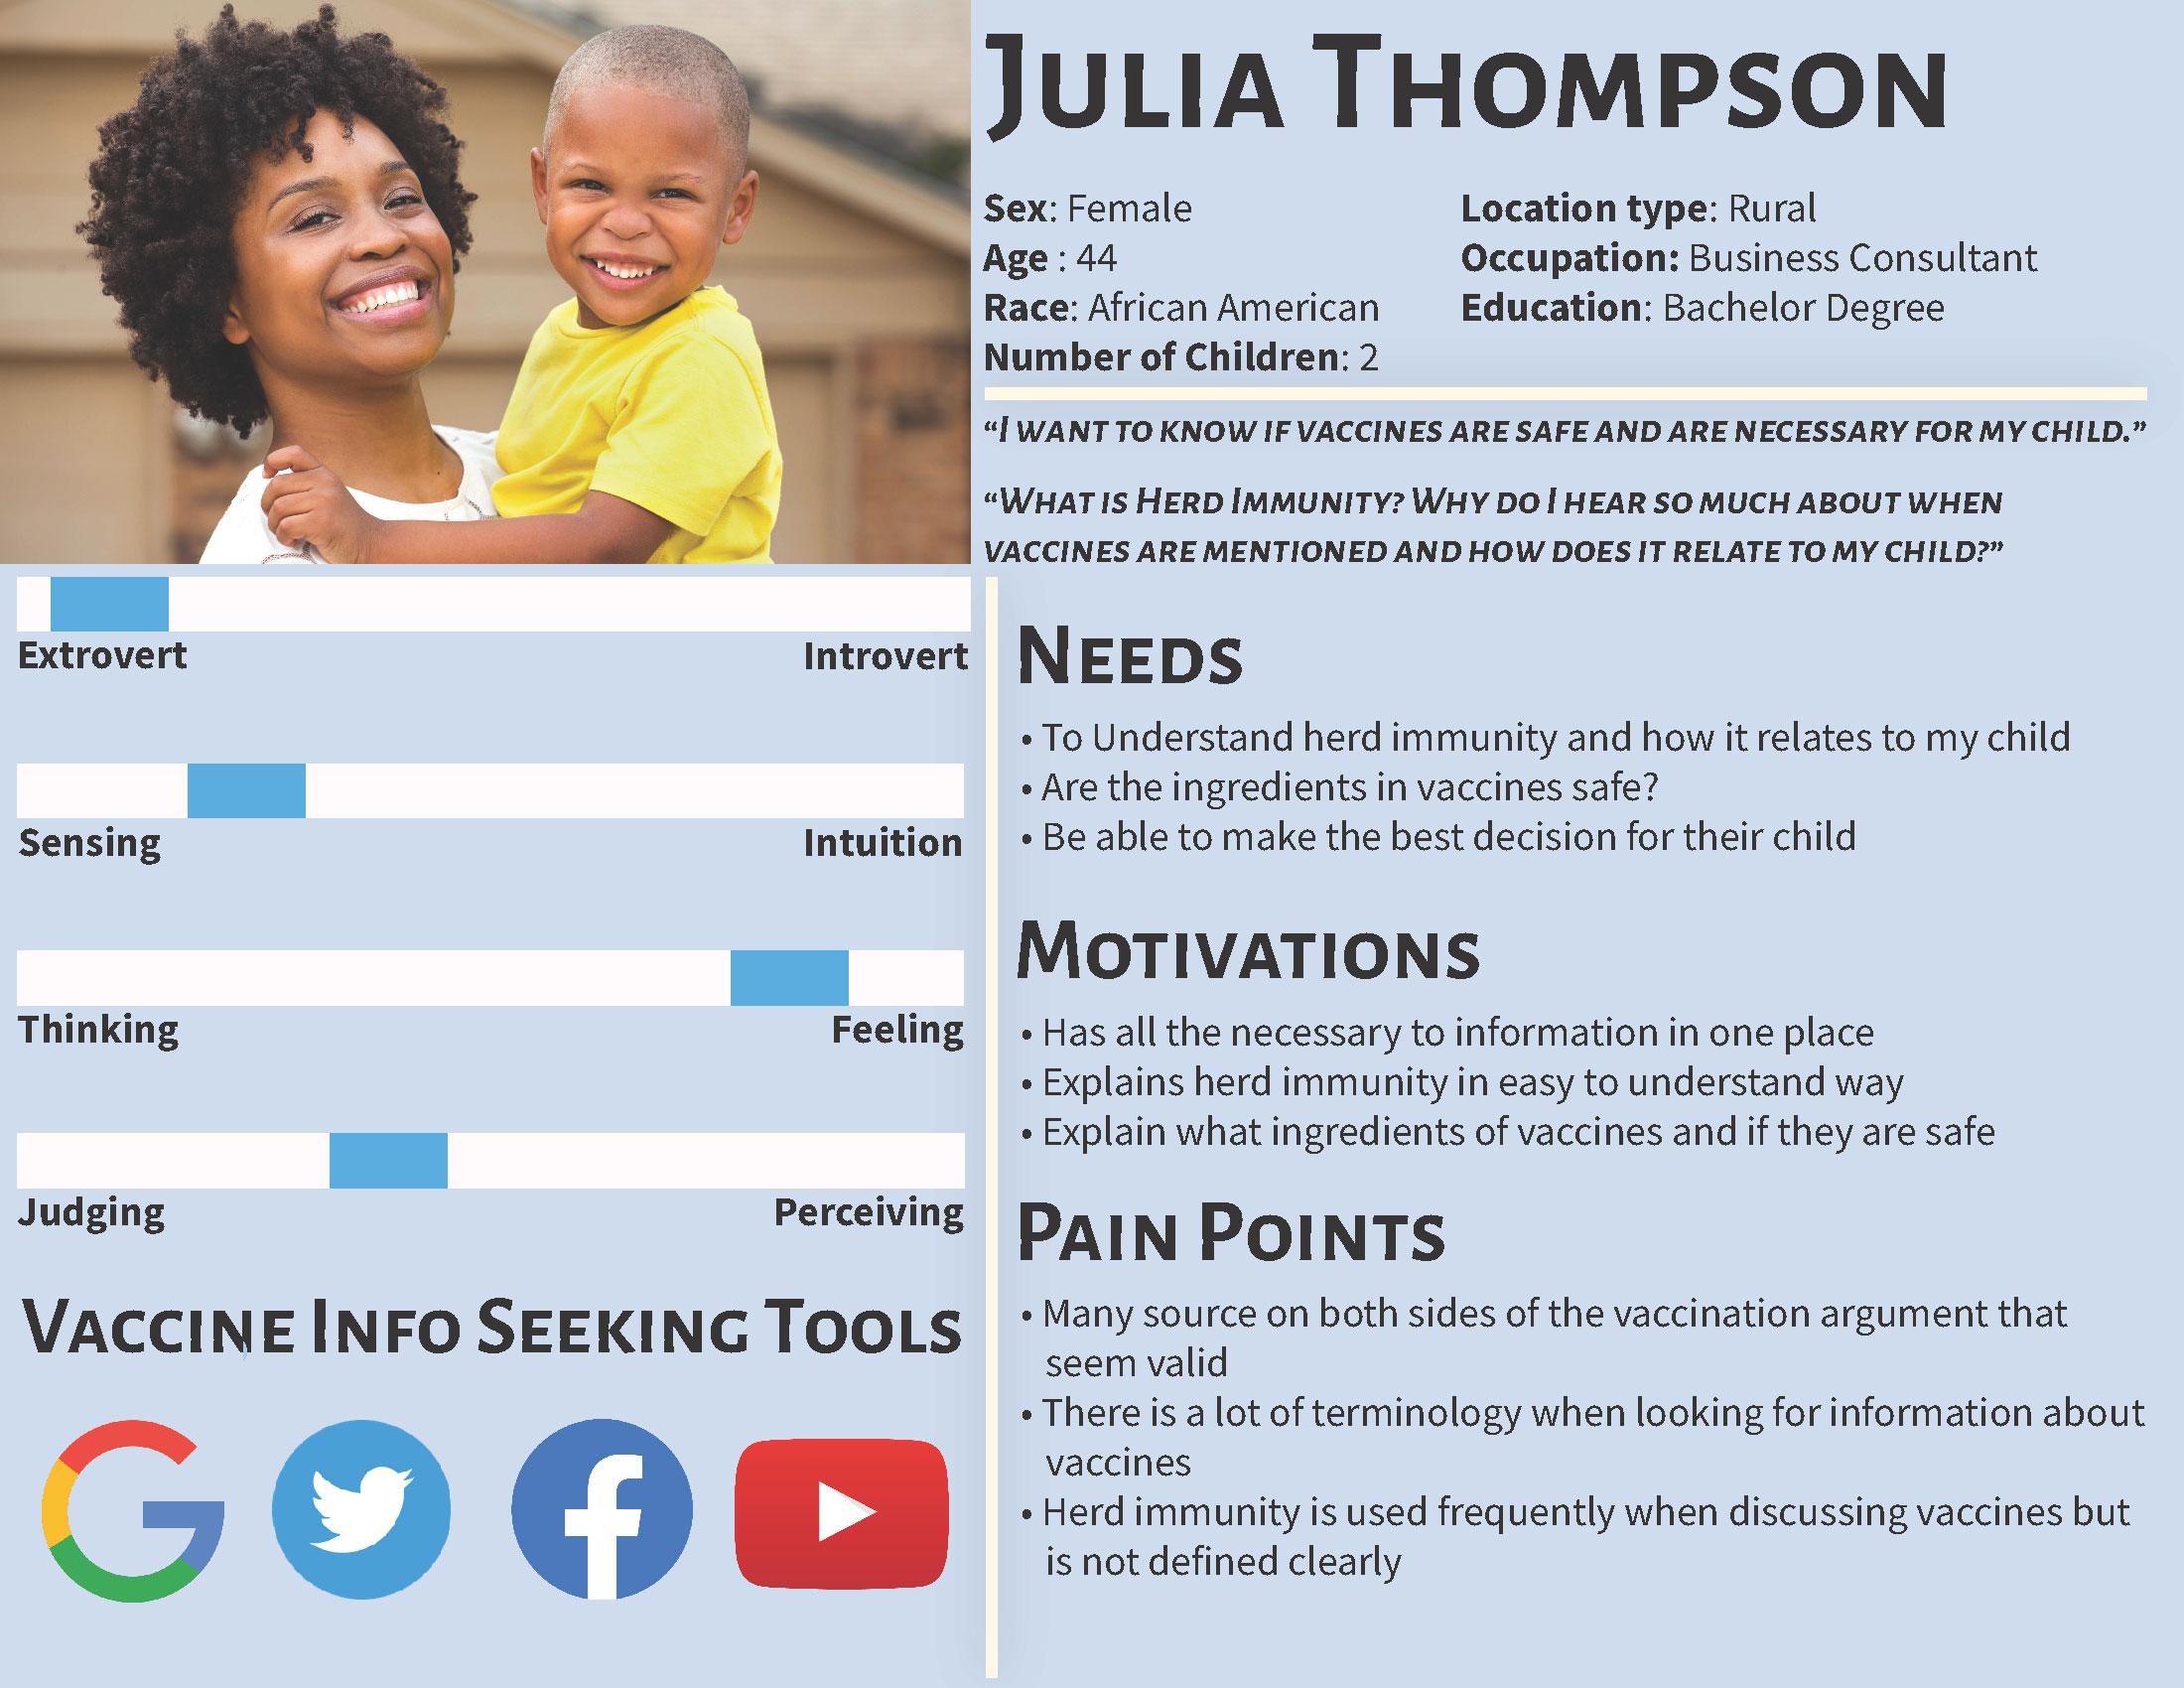 Julia Thompson
Sex: Female
Age : 44
Race: African American
Number of Children: 2
Location type: Rural
Occupation: Business Consultant
Education: Bachelor Degree
“I want to know if vaccines are safe and are necessary for my child.”
“What is Herd Immunity? Why do I hear so much about when
vaccines are mentioned and how does it relate to my child?”
Extrovert Introvert
Sensing Intuition
Thinking Feeling
Judging Perceiving
Vaccine Info Seeking Tools
Needs
• To Understand herd immunity and how it relates to my child
• Are the ingredients in vaccines safe?
• Be able to make the best decision for their child
Motivations
• Has all the necessary to information in one place
• Explains herd immunity in easy to understand way
• Explain what ingredients of vaccines and if they are safe
Pain Points
• Many source on both sides of the vaccination argument that
seem valid
• There is a lot of terminology when looking for information about
vaccines
• Herd immunity is used frequently when discussing vaccines but
is not defined clearly